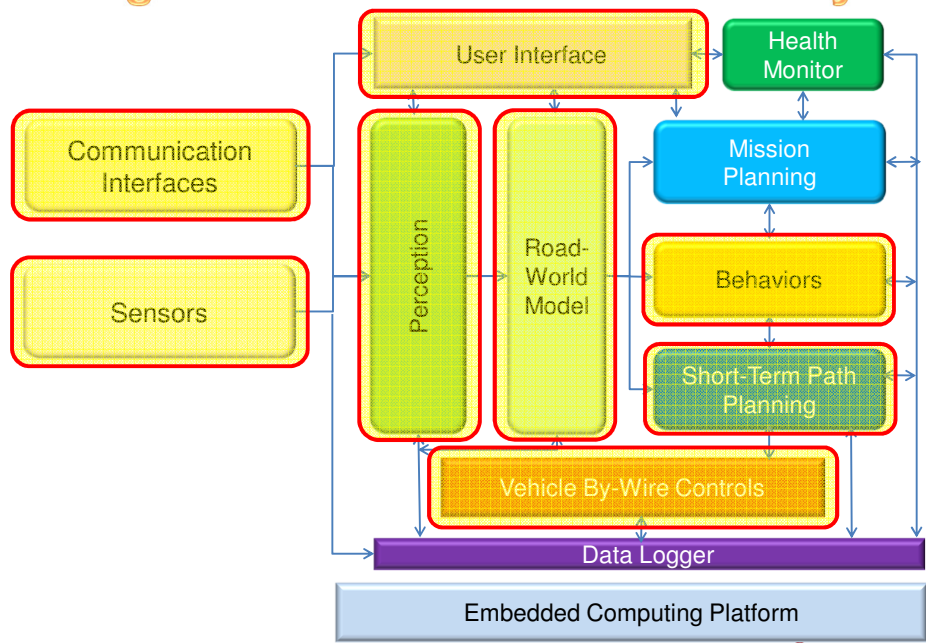 User Interface
Health
Monitor
Communication
Interfaces
Mission
Planning
Perception
Road-
World
Model
Sensors
Behaviors
Short-Term Path
Planning
Vehicle By-Wire Controls
Data Logger
Embedded Computing Platform